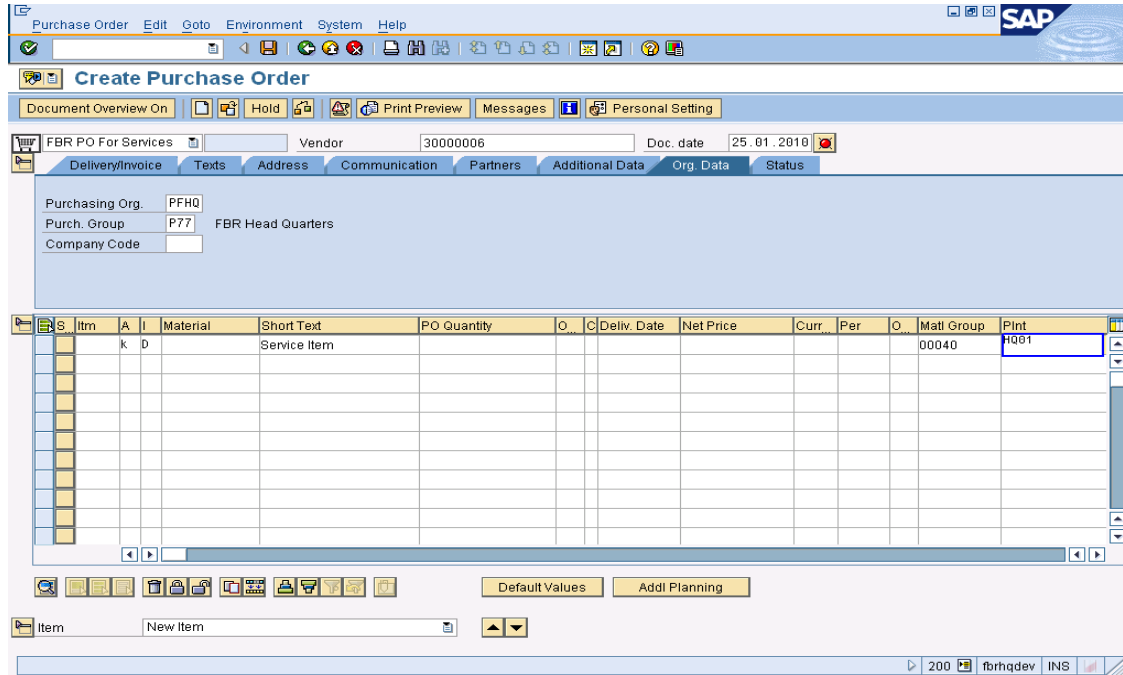 Purchase Order Edit Goto Environment System Help
SAP
Create Purchase Order
Document Overview On Hold Print Preview Messages Personal Setting
FBR PO For Services Vendor 30000006 Doc. date 25.01.2010
Delivery/Invoice Texts Address Communication Partners Additional Data Org. Data Status
Purchasing Org. PFHQ
Purch. Group P77 FBR Head Quarters
Company Code
S... Itm A I Material Short Text PO Quantity O... C Deliv. Date Net Price Curr... Per O... Matl Group Plnt
k D Service Item 00040 HQ01
Default Values Addl Planning
Item New Item
200 fbrhqdev INS